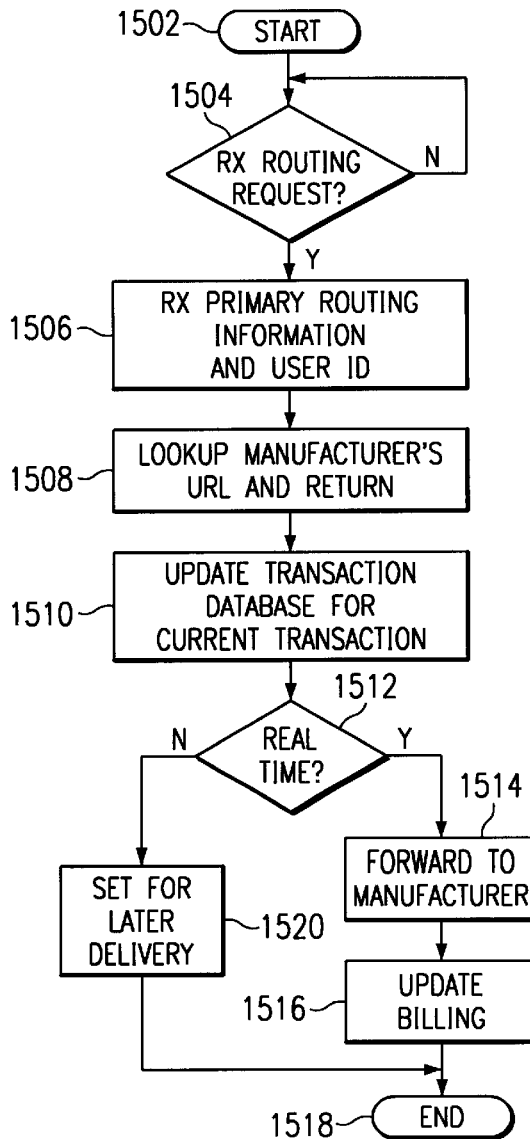 1502
START
1504
RX ROUTING
REQUEST?
N
Y
1506
RX PRIMARY ROUTING
INFORMATION
AND USER ID
1508
LOOKUP MANUFACTURER'S
URL AND RETURN
1510
UPDATE TRANSACTION
DATABASE FOR
CURRENT TRANSACTION
1512
N
REAL
TIME?
Y
1514
FORWARD TO
MANUFACTURER
SET FOR
LATER
DELIVERY
1520
1516
UPDATE
BILLING
1518
END